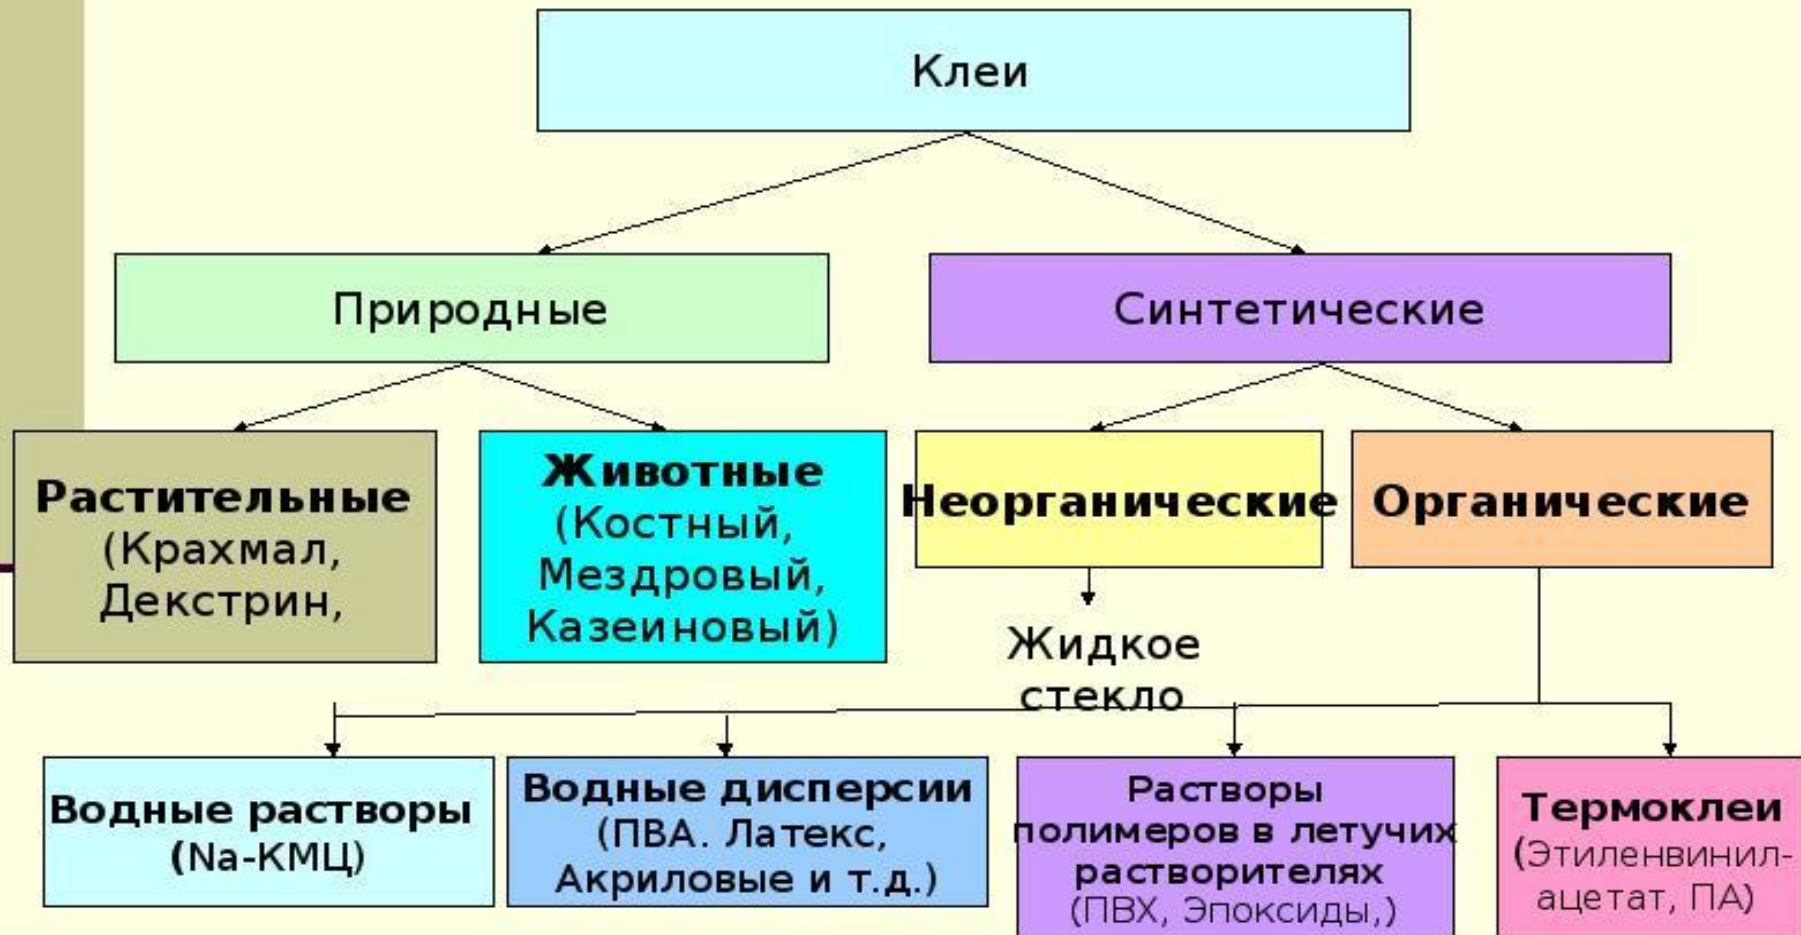 Клеи
Природные
Синтетические
Растительные
(Крахмал,
Декстрин,
Животные
(Костный,
Мездровый,
Казеиновый)
Неорганические
Органические
Жидкое
стекло
Водные растворы
(Na-КМЦ)
Водные дисперсии
(ПВА. Латекс,
Акриловые и т.д.)
Растворы
полимеров в летучих
растворителях
(ПВХ, Эпоксиды,)
Термоклеи
(Этиленвинил-
ацетат, ПА)